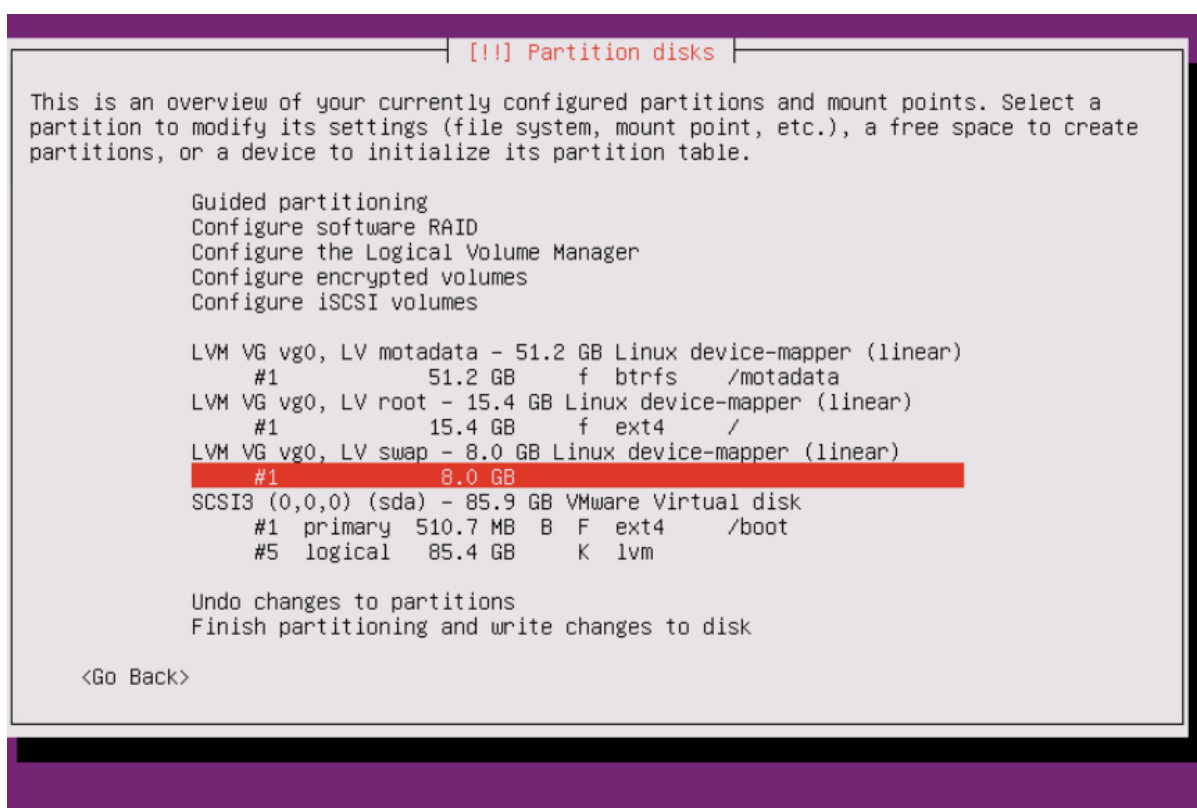 [!!] Partition disks
This is an overview of your currently configured partitions and mount points. Select a
partition to modify its settings (file system, mount point, etc.), a free space to create
partitions, or a device to initialize its partition table.
Guided partitioning
Configure software RAID
Configure the Logical Volume Manager
Configure encrypted volumes
Configure iSCSI volumes
LVM VG vg0, LV motadata - 51.2 GB Linux device-mapper (linear)
#1 51.2 GB f btrfs /motadata
LVM VG vg0, LV root - 15.4 GB Linux device-mapper (linear)
#1 15.4 GB f ext4 /
LVM VG vg0, LV swap - 8.0 GB Linux device-mapper (linear)
#1 8.0 GB
SCSI3 (0,0,0) (sda) - 85.9 GB VMware Virtual disk
#1 primary 510.7 MB B F ext4 /boot
#5 logical 85.4 GB K lvm
Undo changes to partitions
Finish partitioning and write changes to disk
<Go Back>